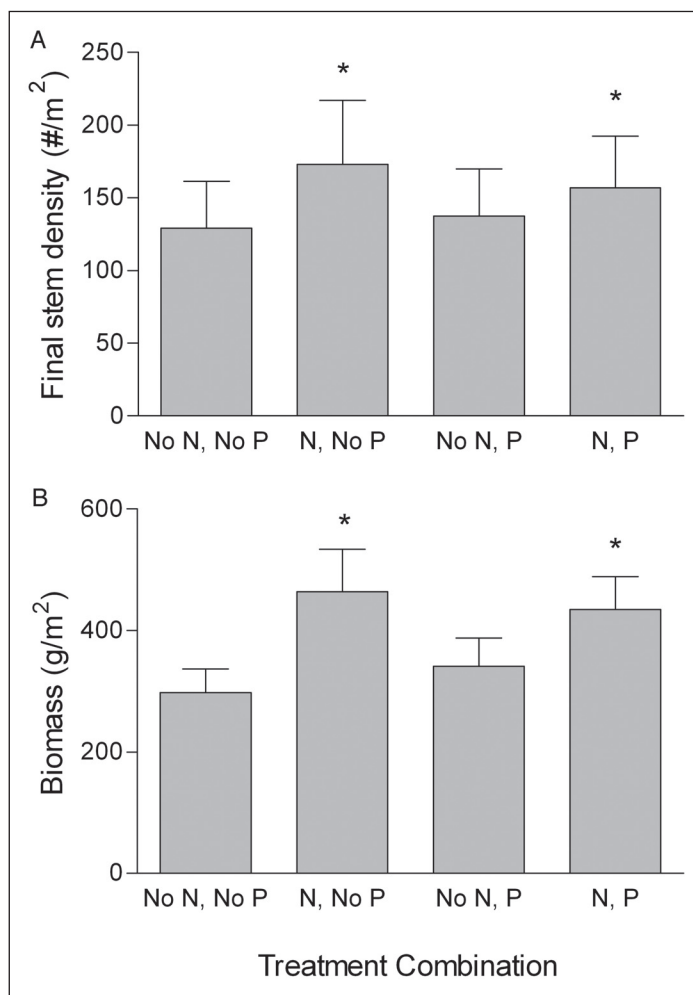 A
Final stem density (#/m²)
250
200
150
100
50
0
* *
No N, No P N, No P No N, P N, P
B
Biomass (g/m²)
600
400
200
0
* *
No N, No P N, No P No N, P N, P
Treatment Combination